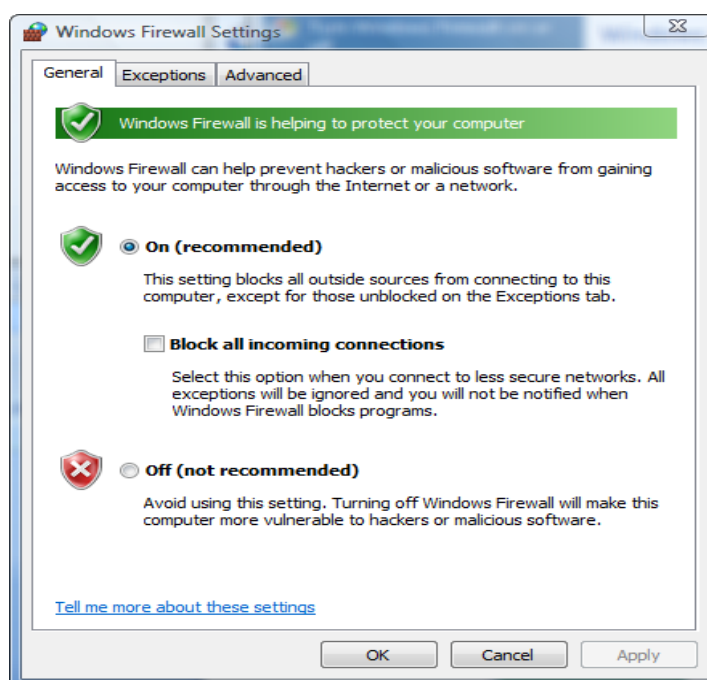 Windows Firewall Settings
General Exceptions Advanced
Windows Firewall is helping to protect your computer
Windows Firewall can help prevent hackers or malicious software from gaining
access to your computer through the Internet or a network.
On (recommended)
This setting blocks all outside sources from connecting to this
computer, except for those unblocked on the Exceptions tab.
Block all incoming connections
Select this option when you connect to less secure networks. All
exceptions will be ignored and you will not be notified when
Windows Firewall blocks programs.
Off (not recommended)
Avoid using this setting. Turning off Windows Firewall will make this
computer more vulnerable to hackers or malicious software.
Tell me more about these settings
OK Cancel Apply